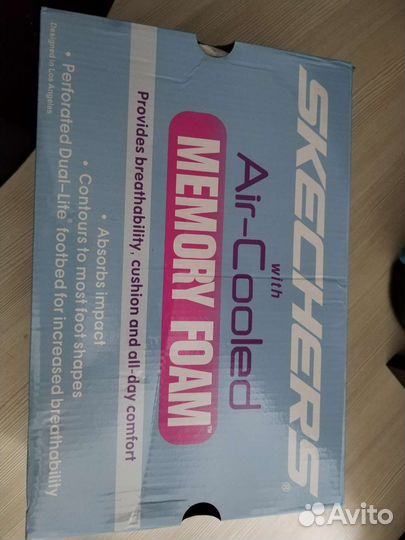 SKECHERS®
with
Air-Cooled
MEMORY FOAM™
Provides breathability, cushion and all-day comfort
• Absorbs impact
• Contours to most foot shapes
• Perforated Dual-Lite® footbed for increased breathability
Designed in Los Angeles
Avito